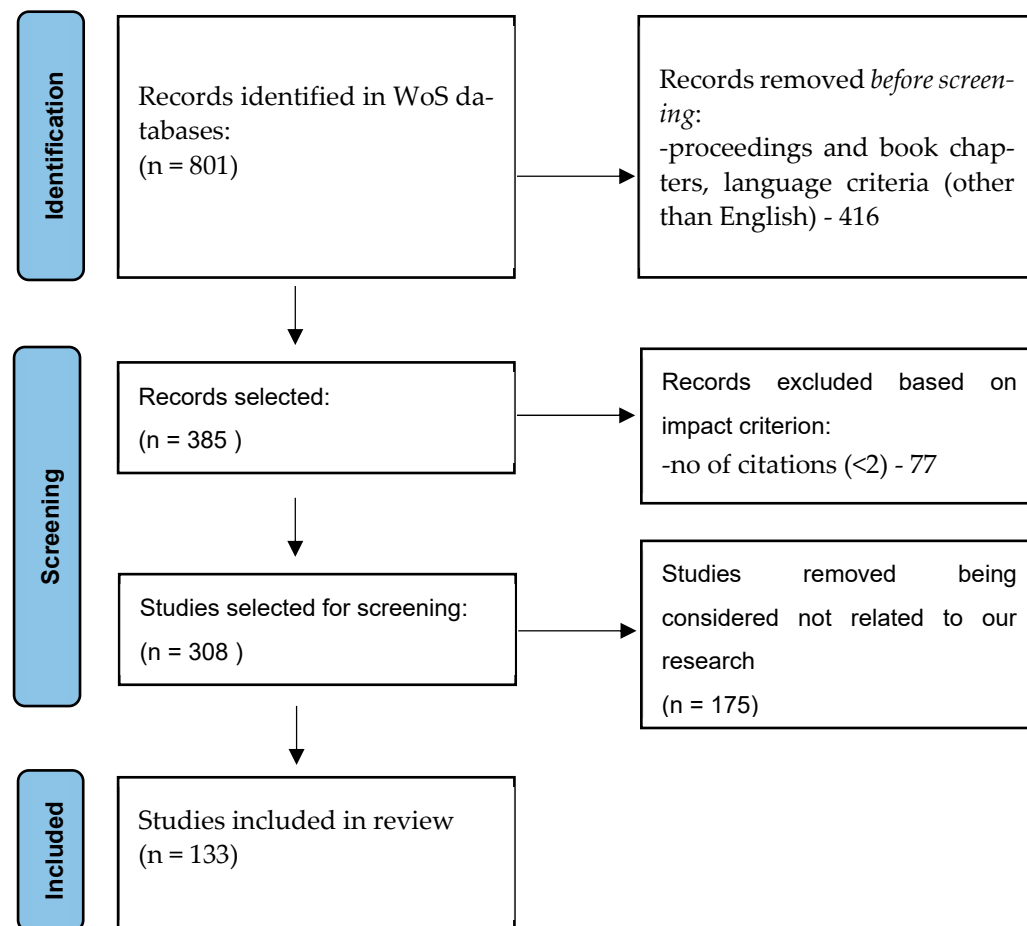 Identification
Records identified in WoS da-
tabases:
(n = 801)
Records removed before screen-
ing:
-proceedings and book chap-
ters, language criteria (other
than English) - 416
Screening
Records selected:
(n = 385 )
Records excluded based on
impact criterion:
-no of citations (<2) - 77
Studies selected for screening:
(n = 308 )
Studies removed being
considered not related to our
research
(n = 175)
Included
Studies included in review
(n = 133)